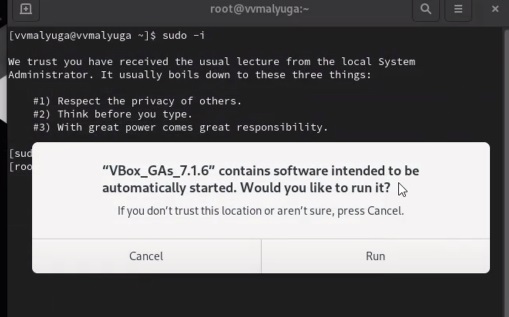 root@vvmalyuga:~
[vvmalyuga@vvmalyuga ~]$ sudo -i
We trust you have received the usual lecture from the local System
Administrator. It usually boils down to these three things:
#1) Respect the privacy of others.
#2) Think before you type.
#3) With great power comes great responsibility.
[sud
[roo
“VBox_GAs_7.1.6” contains software intended to be
automatically started. Would you like to run it?
If you don’t trust this location or aren’t sure, press Cancel.
Cancel Run